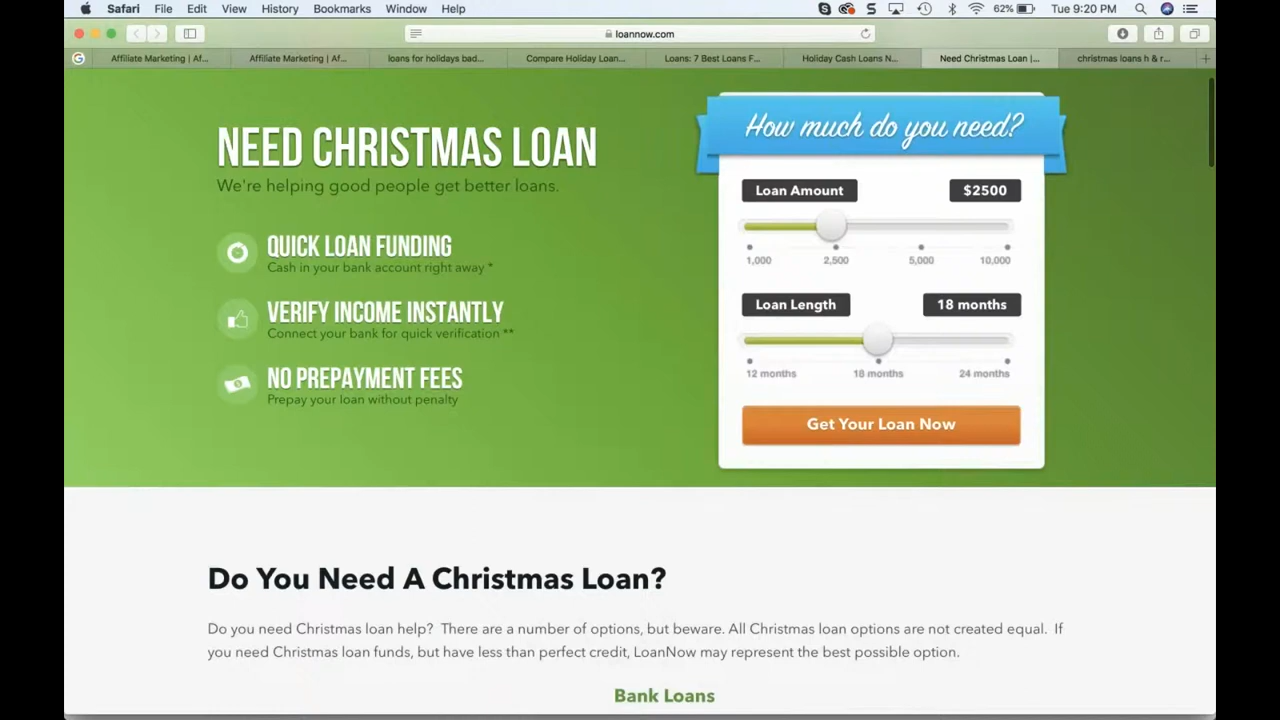 Safari File Edit View History Bookmarks Window Help 62% Tue 9:20 PM
loannow.com
Affiliate Marketing | Af... Affiliate Marketing | Af... loans for holidays bad... Compare Holiday Loan... Loans: 7 Best Loans F... Holiday Cash Loans N... Need Christmas Loan |... christmas loans h & r... +
NEED CHRISTMAS LOAN
We're helping good people get better loans.
QUICK LOAN FUNDING
Cash in your bank account right away *
VERIFY INCOME INSTANTLY
Connect your bank for quick verification **
NO PREPAYMENT FEES
Prepay your loan without penalty
How much do you need?
Loan Amount $2500
1,000 2,500 5,000 10,000
Loan Length 18 months
12 months 18 months 24 months
Get Your Loan Now
Do You Need A Christmas Loan?
Do you need Christmas loan help? There are a number of options, but beware. All Christmas loan options are not created equal. If
you need Christmas loan funds, but have less than perfect credit, LoanNow may represent the best possible option.
Bank Loans